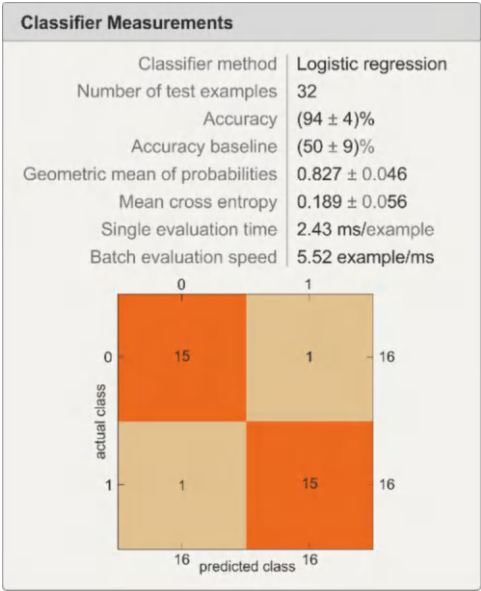 Classifier Measurements
Classifier method Logistic regression
Number of test examples 32
Accuracy (94 ± 4)%
Accuracy baseline (50 ± 9)%
Geometric mean of probabilities 0.827 ± 0.046
Mean cross entropy 0.189 ± 0.056
Single evaluation time 2.43 ms/example
Batch evaluation speed 5.52 example/ms
0 1
0 15 1 16
actual class
1 1 15 16
16 16
predicted class